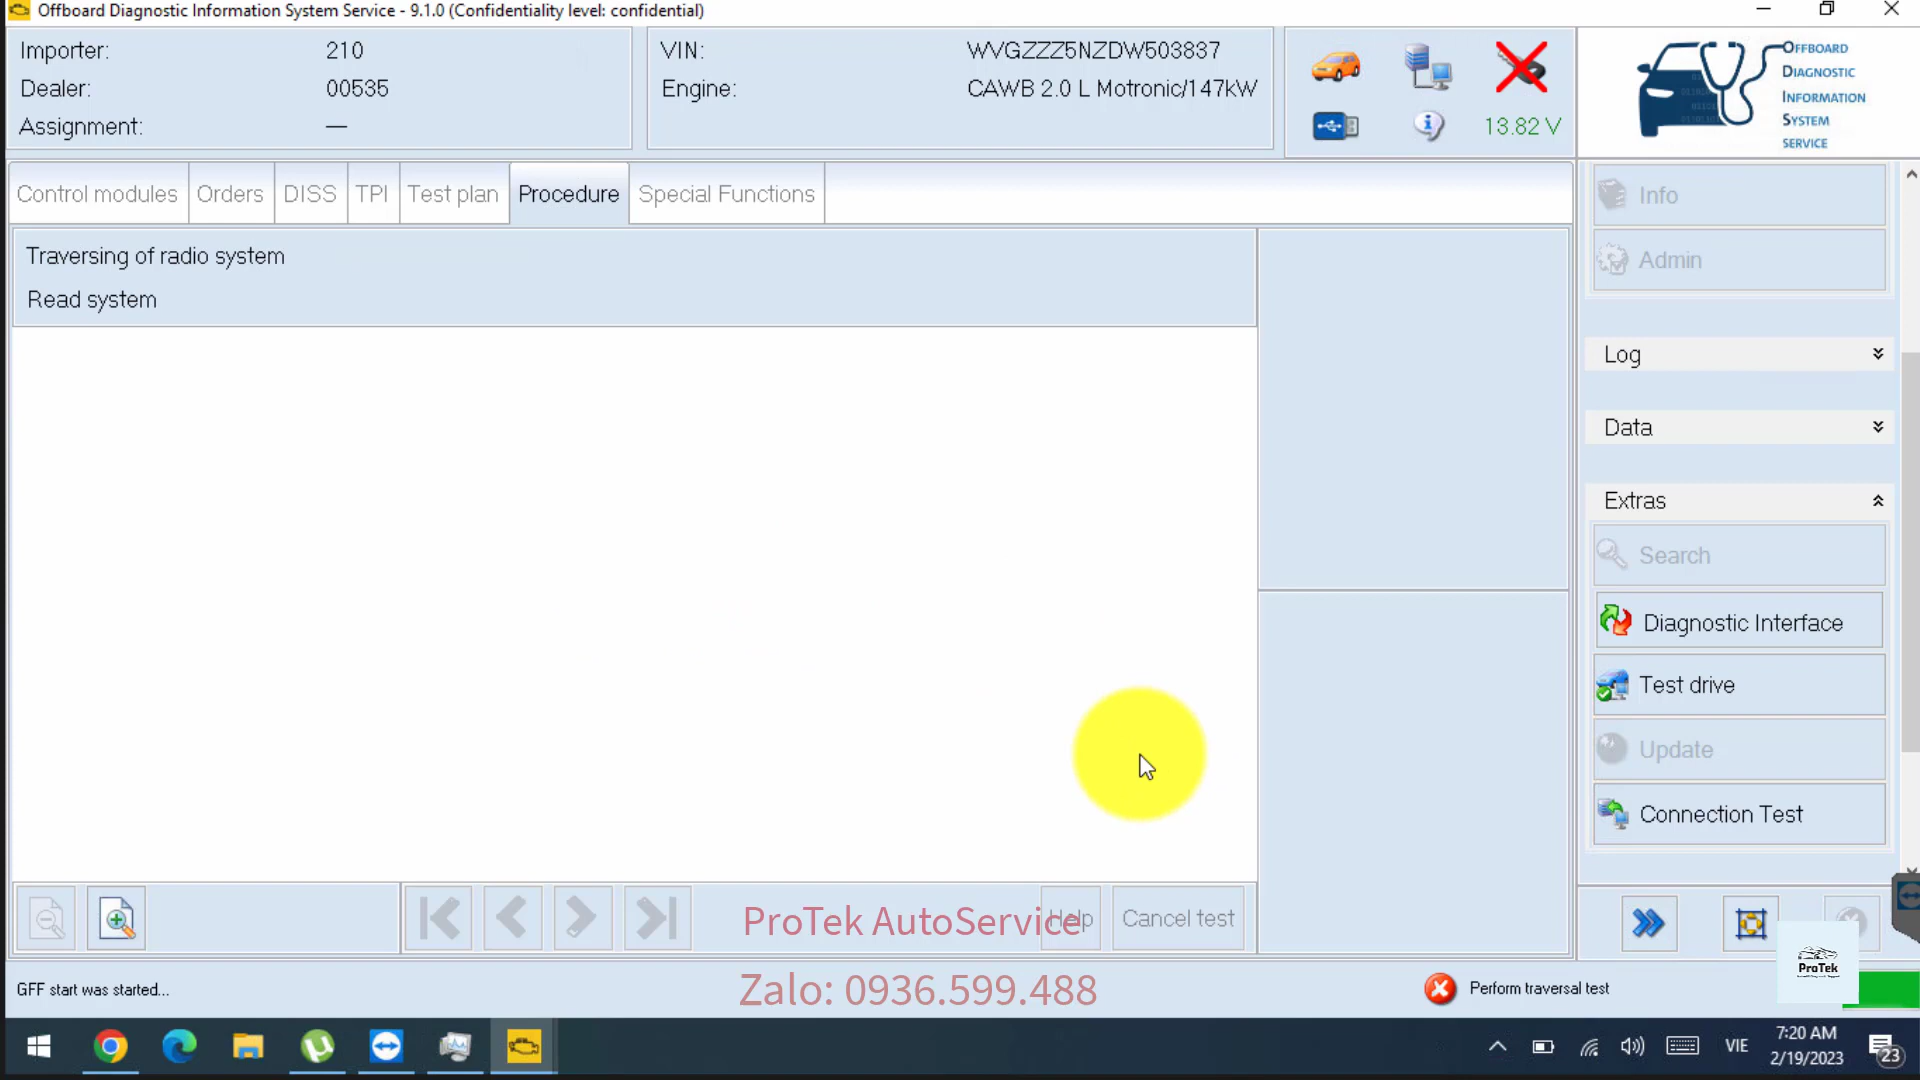 Offboard Diagnostic Information System Service - 9.1.0 (Confidentiality level: confidential)
Importer: 210
Dealer: 00535
Assignment: —
VIN: WVGZZZ5NZDW503837
Engine: CAWB 2.0 L Motronic/147kW
13.82 V
OFFBOARD
DIAGNOSTIC
INFORMATION
SYSTEM
SERVICE
Control modules Orders DISS TPI Test plan Procedure Special Functions
Traversing of radio system
Read system
Info
Admin
Log
Data
Extras
Search
Diagnostic Interface
Test drive
Update
Connection Test
Help
Cancel test
ProTek AutoService
Zalo: 0936.599.488
ProTek
GFF start was started...
Perform traversal test
VIE
7:20 AM
2/19/2023
23